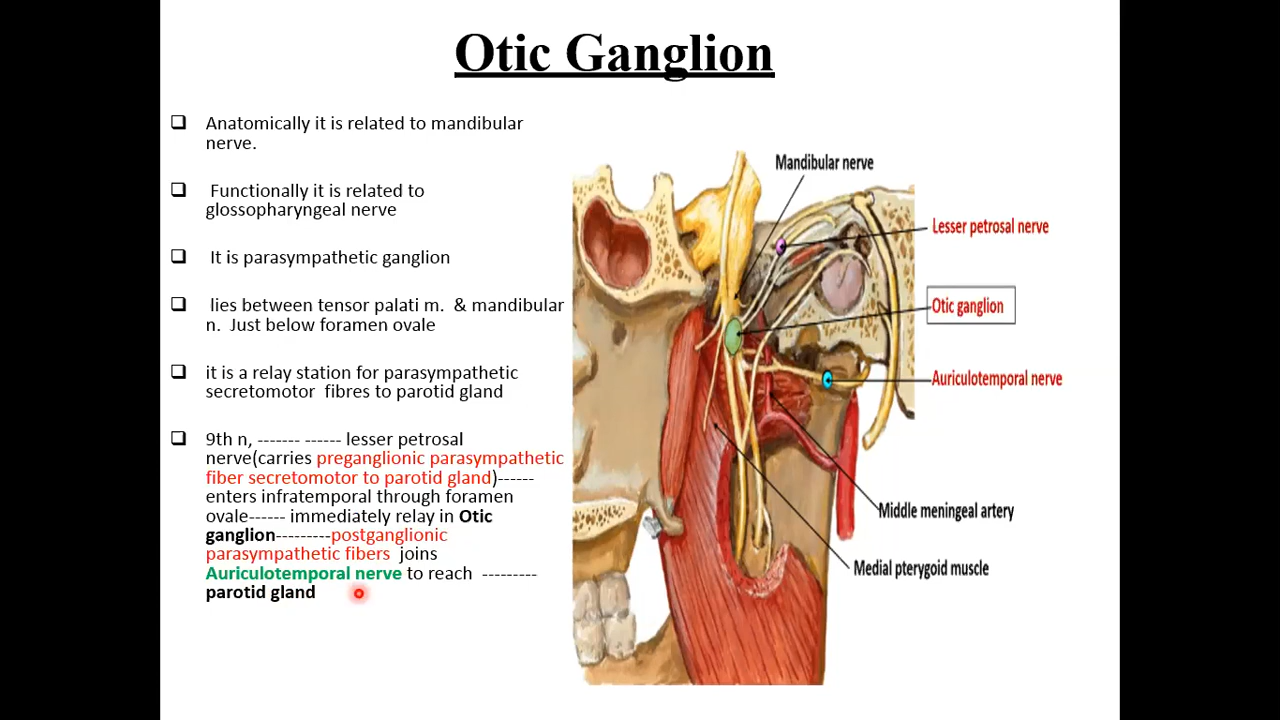 Otic Ganglion
Anatomically it is related to mandibular
nerve.
Functionally it is related to
glossopharyngeal nerve
It is parasympathetic ganglion
lies between tensor palati m. & mandibular
n. Just below foramen ovale
it is a relay station for parasympathetic
secretomotor fibres to parotid gland
9th n, ------- ------ lesser petrosal
nerve(carries preganglionic parasympathetic
fiber secretomotor to parotid gland)------
enters infratemporal through foramen
ovale------ immediately relay in Otic
ganglion---------postganglionic
parasympathetic fibers joins
Auriculotemporal nerve to reach ---------
parotid gland
Mandibular nerve
Lesser petrosal nerve
Otic ganglion
Auriculotemporal nerve
Middle meningeal artery
Medial pterygoid muscle